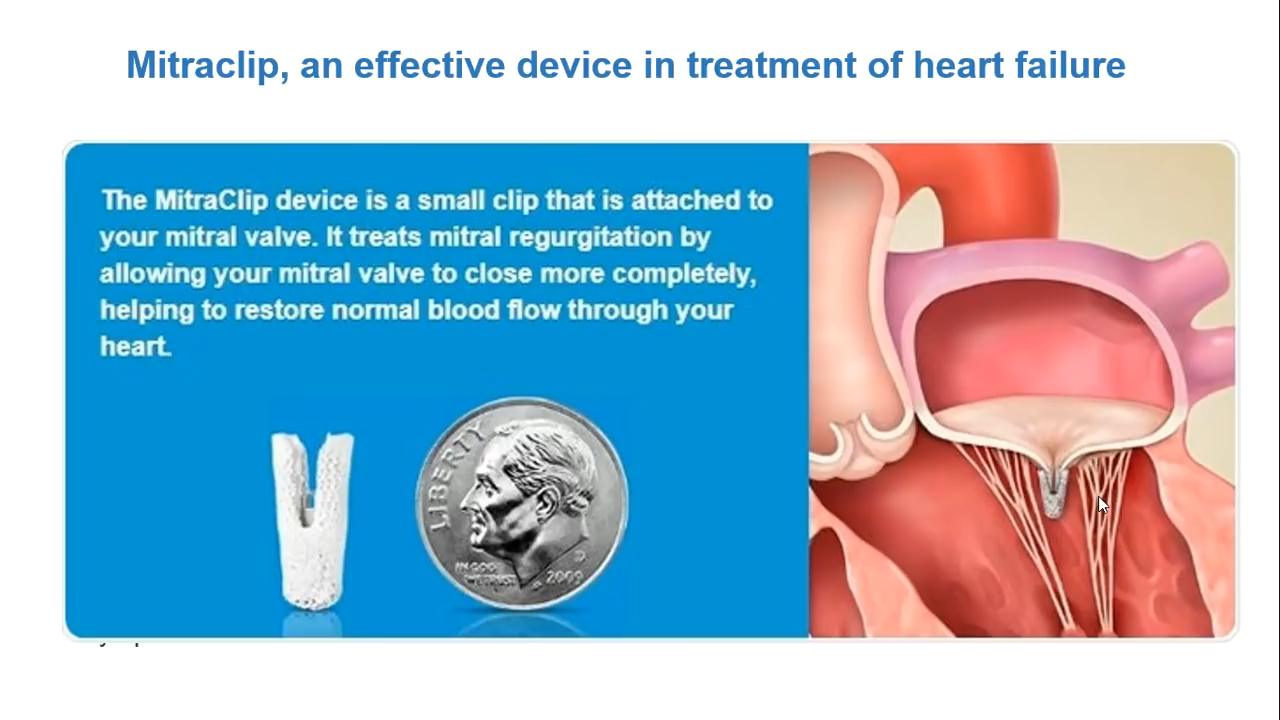 Mitraclip, an effective device in treatment of heart failure
The MitraClip device is a small clip that is attached to
your mitral valve. It treats mitral regurgitation by
allowing your mitral valve to close more completely,
helping to restore normal blood flow through your
heart.
LIBERTY
IN GOD
WE TRUST
D
2009